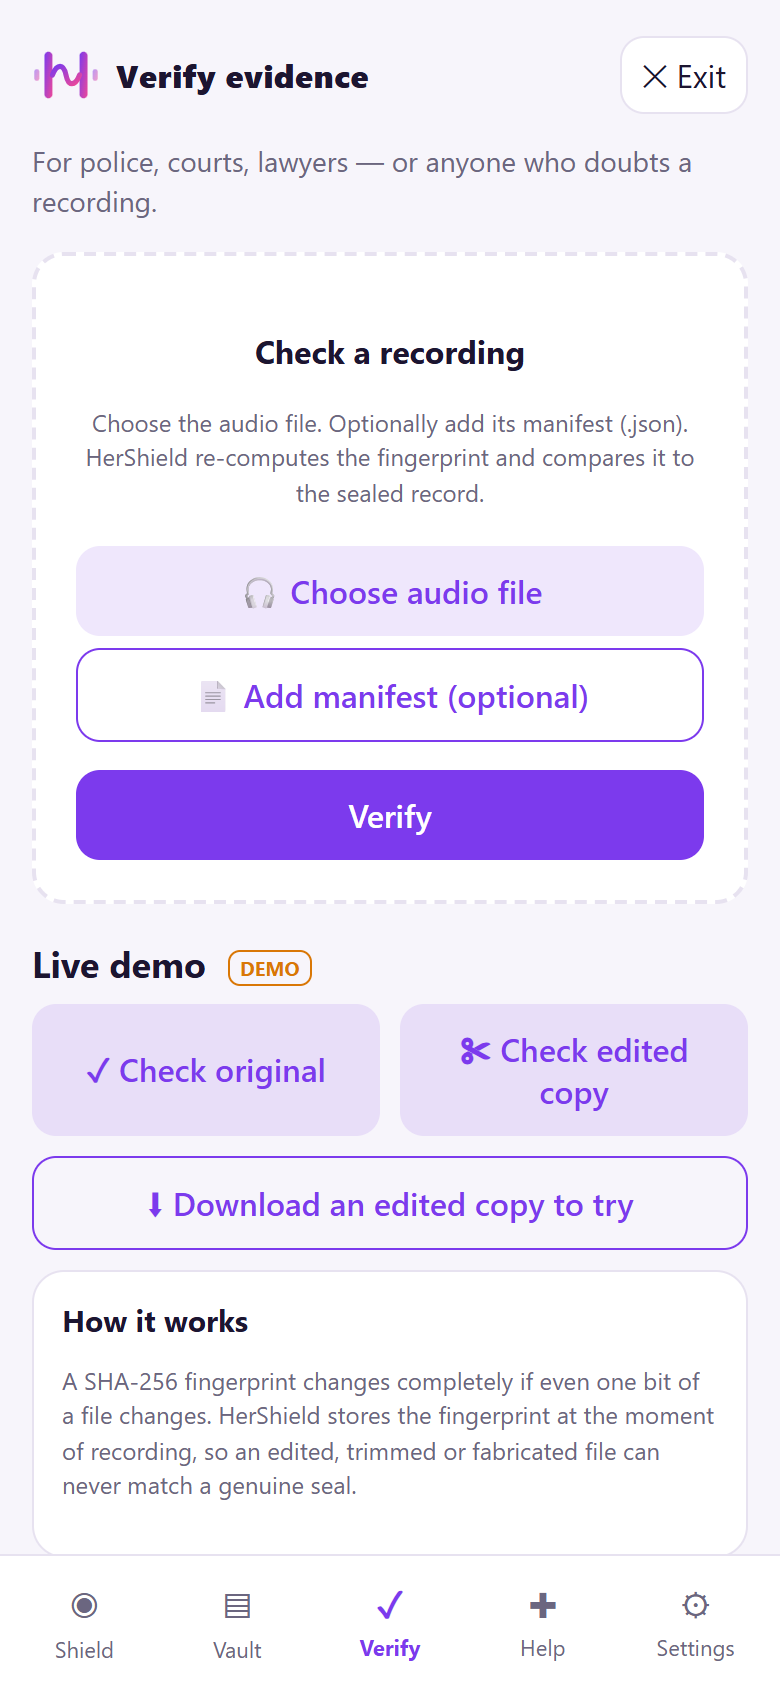 Verify evidence
✕ Exit
For police, courts, lawyers — or anyone who doubts a
recording.
Check a recording
Choose the audio file. Optionally add its manifest (.json).
HerShield re-computes the fingerprint and compares it to
the sealed record.
🎧 Choose audio file
📄 Add manifest (optional)
Verify
Live demo DEMO
✓ Check original
✂ Check edited
copy
⬇ Download an edited copy to try
How it works
A SHA-256 fingerprint changes completely if even one bit of
a file changes. HerShield stores the fingerprint at the moment
of recording, so an edited, trimmed or fabricated file can
never match a genuine seal.
Shield
Vault
Verify
Help
Settings